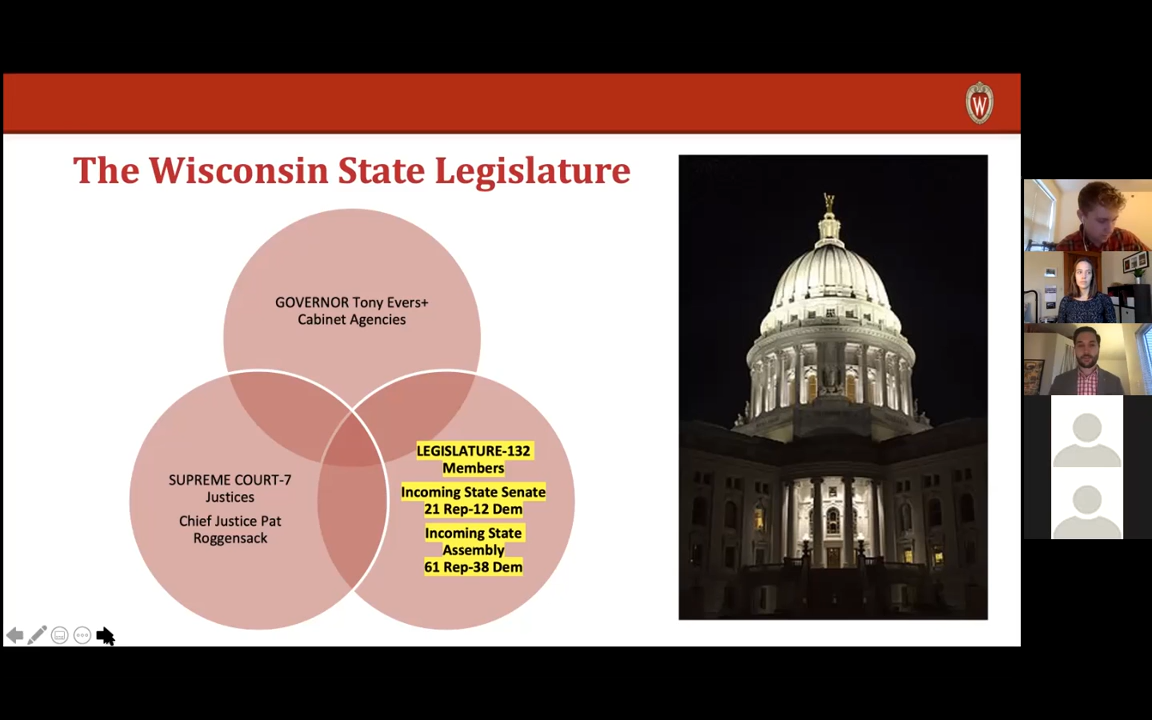 W
The Wisconsin State Legislature
GOVERNOR Tony Evers+
Cabinet Agencies
SUPREME COURT-7
Justices
Chief Justice Pat
Roggensack
LEGISLATURE-132
Members
Incoming State Senate
21 Rep-12 Dem
Incoming State
Assembly
61 Rep-38 Dem